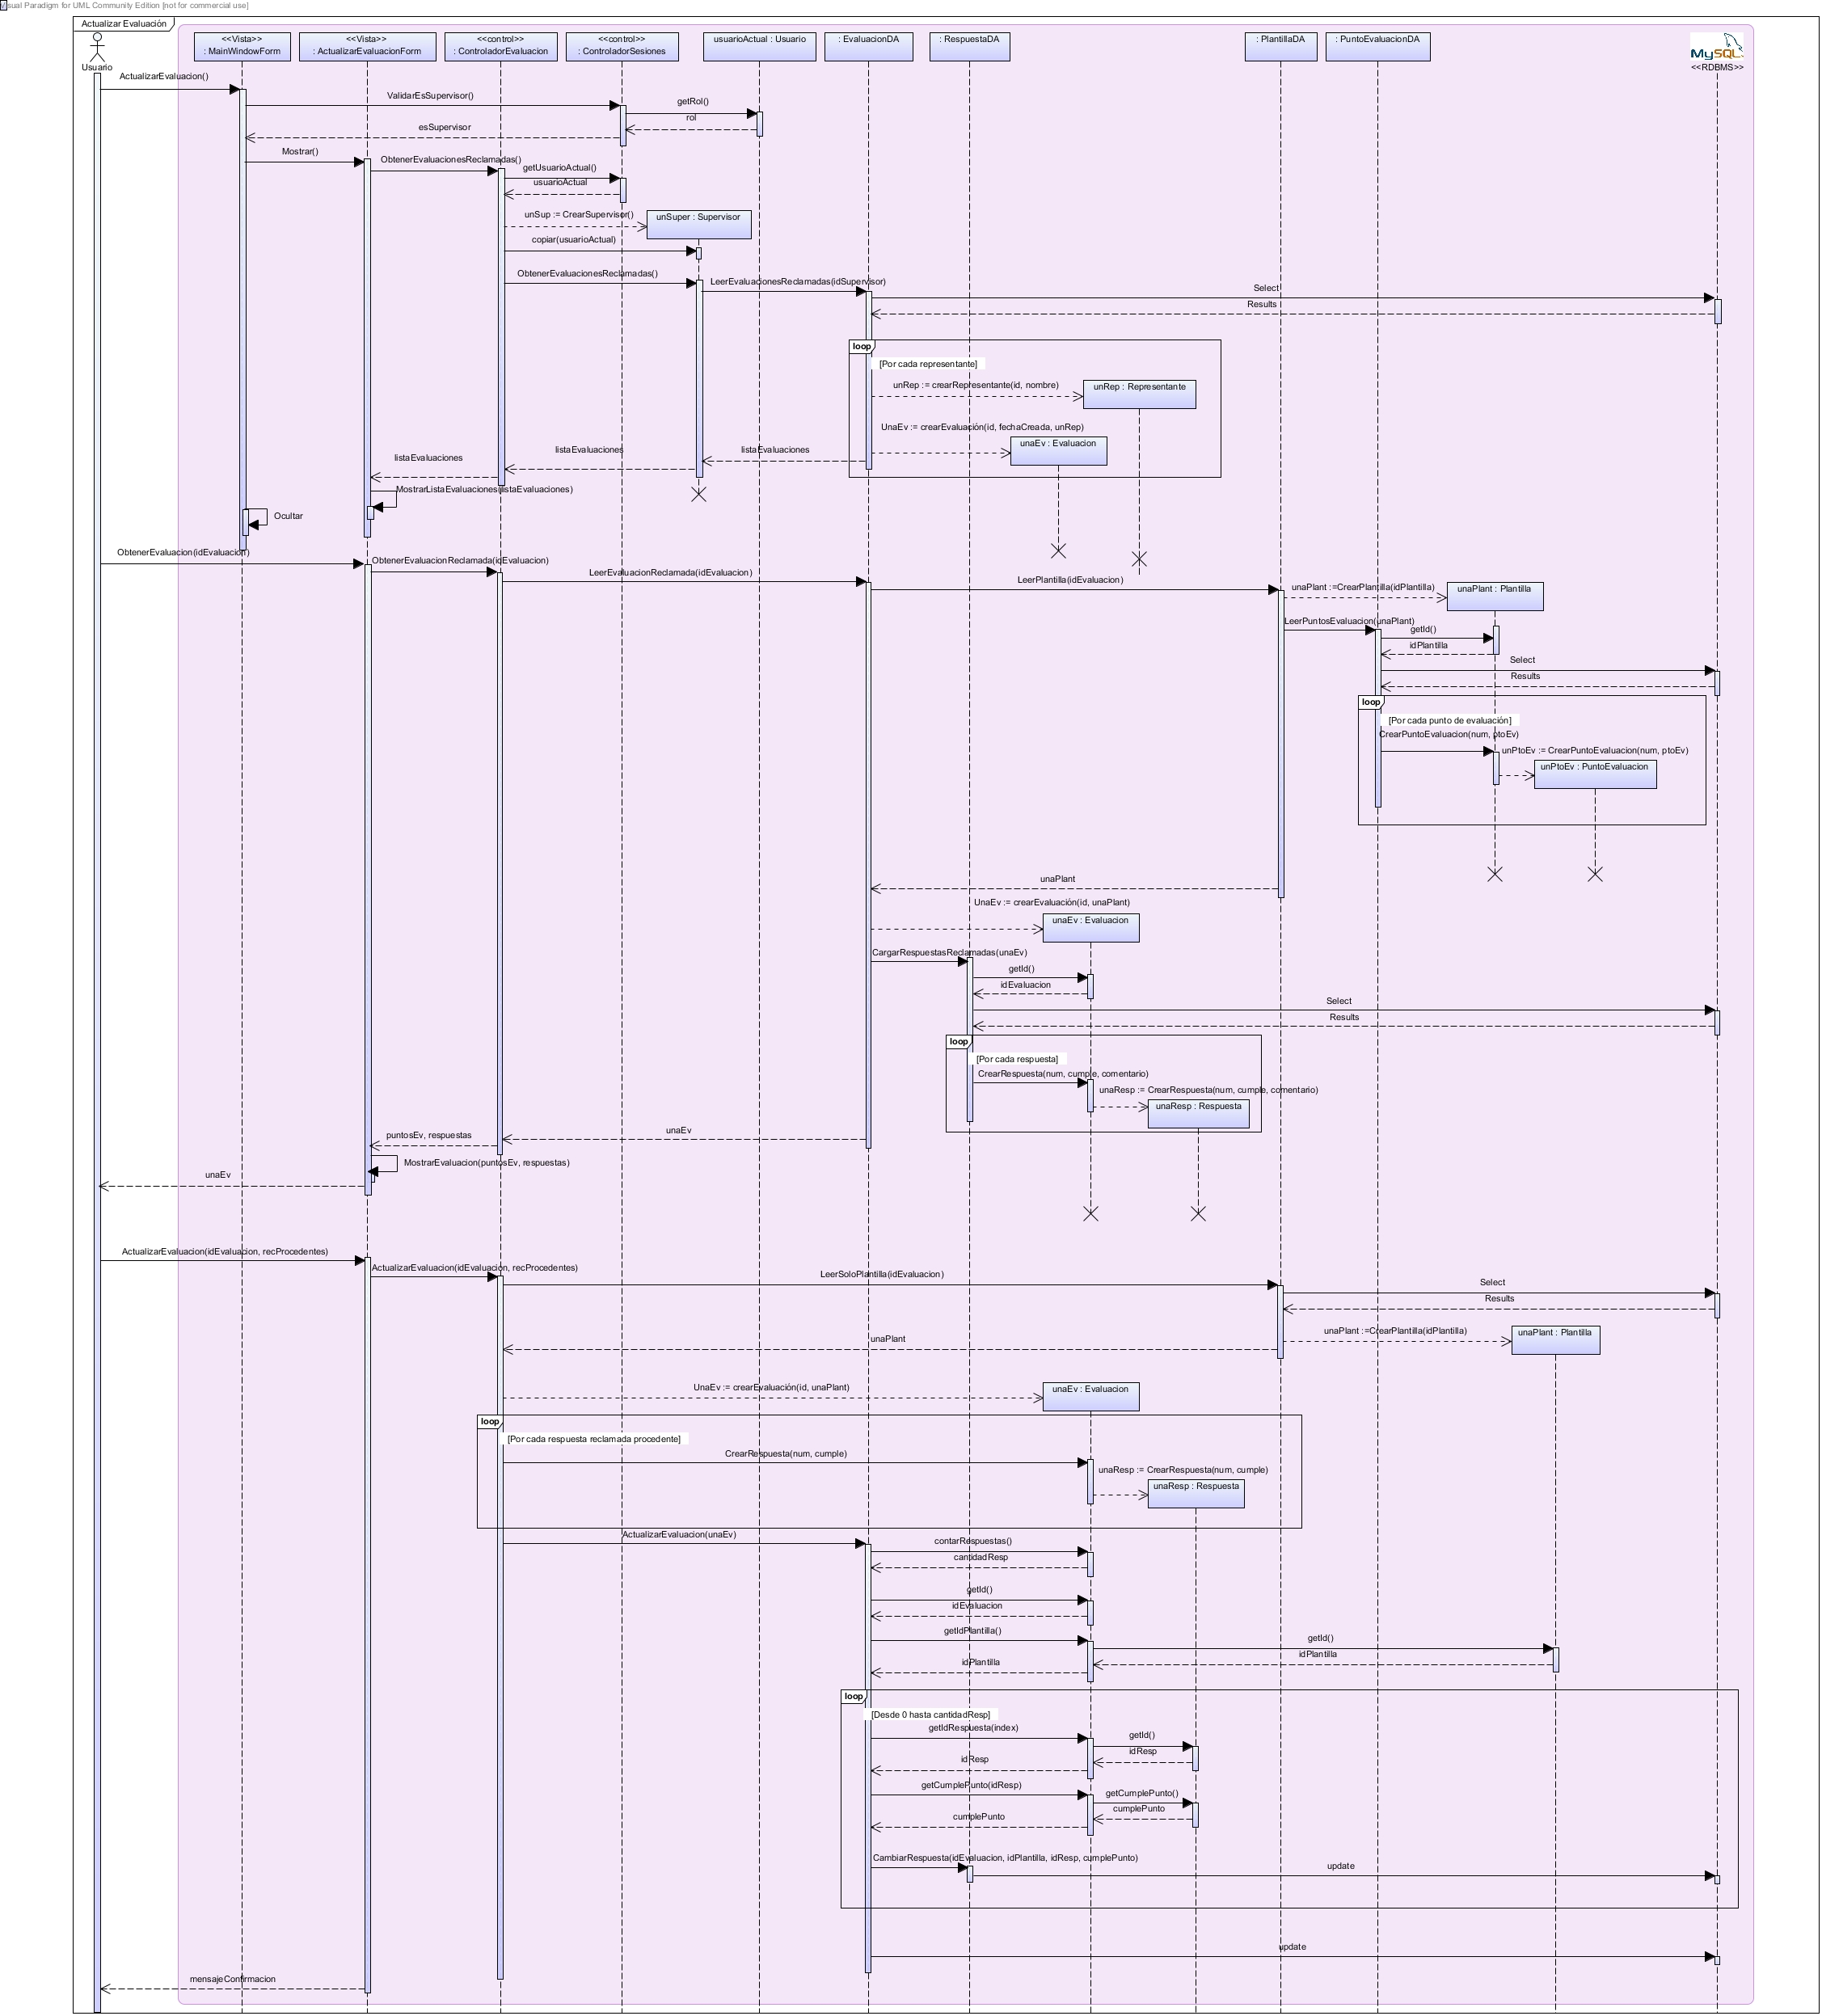 Visual Paradigm for UML Community Edition [not for commercial use]
Actualizar Evaluación
Usuario
<<Vista>>
: MainWindowForm
<<Vista>>
: ActualizarEvaluacionForm
<<control>>
: ControladorEvaluacion
<<control>>
: ControladorSesiones
usuarioActual : Usuario
: EvaluacionDA
: RespuestaDA
: PlantillaDA
: PuntoEvaluacionDA
MySQL
<<RDBMS>>
ActualizarEvaluacion()
ValidarEsSupervisor()
getRol()
rol
esSupervisor
Mostrar()
ObtenerEvaluacionesReclamadas()
getUsuarioActual()
usuarioActual
unSup := CrearSupervisor()
unSuper : Supervisor
copiar(usuarioActual)
ObtenerEvaluacionesReclamadas()
LeerEvaluacionesReclamadas(idSupervisor)
Select
Results
loop
[Por cada representante]
unRep := crearRepresentante(id, nombre)
unRep : Representante
UnaEv := crearEvaluación(id, fechaCreada, unRep)
unaEv : Evaluacion
listaEvaluaciones
listaEvaluaciones
listaEvaluaciones
MostrarListaEvaluaciones(listaEvaluaciones)
Ocultar
ObtenerEvaluacion(idEvaluacion)
ObtenerEvaluacionReclamada(idEvaluacion)
LeerEvaluacionReclamada(idEvaluacion)
LeerPlantilla(idEvaluacion)
unaPlant :=CrearPlantilla(idPlantilla)
unaPlant : Plantilla
LeerPuntosEvaluacion(unaPlant)
getId()
idPlantilla
Select
Results
loop
[Por cada punto de evaluación]
CrearPuntoEvaluacion(num, ptoEv)
unPtoEv := CrearPuntoEvaluacion(num, ptoEv)
unPtoEv : PuntoEvaluacion
unaPlant
UnaEv := crearEvaluación(id, unaPlant)
unaEv : Evaluacion
CargarRespuestasReclamadas(unaEv)
getId()
idEvaluacion
Select
Results
loop
[Por cada respuesta]
CrearRespuesta(num, cumple, comentario)
unaResp := CrearRespuesta(num, cumple, comentario)
unaResp : Respuesta
unaEv
puntosEv, respuestas
MostrarEvaluacion(puntosEv, respuestas)
unaEv
ActualizarEvaluacion(idEvaluacion, recProcedentes)
ActualizarEvaluacion(idEvaluacion, recProcedentes)
LeerSoloPlantilla(idEvaluacion)
Select
Results
unaPlant :=CrearPlantilla(idPlantilla)
unaPlant : Plantilla
unaPlant
UnaEv := crearEvaluación(id, unaPlant)
unaEv : Evaluacion
loop
[Por cada respuesta reclamada procedente]
CrearRespuesta(num, cumple)
unaResp := CrearRespuesta(num, cumple)
unaResp : Respuesta
ActualizarEvaluacion(unaEv)
contarRespuestas()
cantidadResp
getId()
idEvaluacion
getIdPlantilla()
getId()
idPlantilla
idPlantilla
loop
[Desde 0 hasta cantidadResp]
getIdRespuesta(index)
getId()
idResp
idResp
getCumplePunto(idResp)
getCumplePunto()
cumplePunto
cumplePunto
CambiarRespuesta(idEvaluacion, idPlantilla, idResp, cumplePunto)
update
update
mensajeConfirmacion